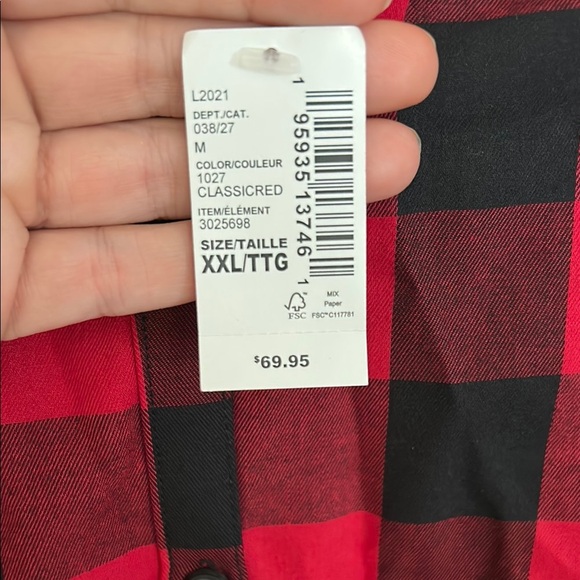 L2021
DEPT./CAT.
038/27
M
COLOR/COULEUR
1027
CLASSICRED
ITEM/ÉLÉMENT
3025698
SIZE/TAILLE
XXL/TTG
1 95935 13746 1
FSC
MIX
Paper
FSC™ C117781
$69.95